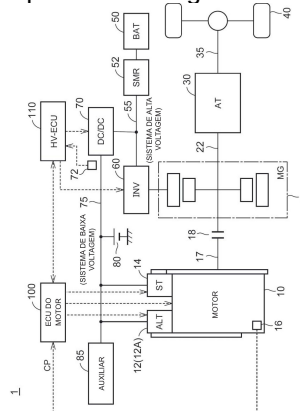 1
CP
100
ECU DO
MOTOR
110
HV-ECU
72
70
DC/DC
50
BAT
52
SMR
55
(SISTEMA DE ALTA
VOLTAGEM)
60
INV
75
(SISTEMA DE BAIXA
VOLTAGEM)
80
85
AUXILIAR
12(12A)
ALT
14
ST
MOTOR
10
16
17
18
MG
22
30
AT
35
40